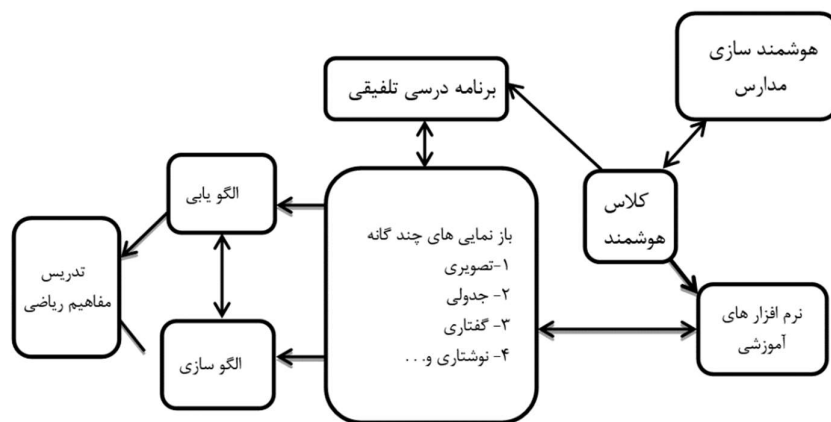 هوشمند سازی
مدارس
برنامه درسی تلفیقی
کلاس
هوشمند
الگو یابی
باز نمایی های چند گانه
۱-تصویری
۲- جدولی
۳- گفتاری
۴- نوشتاری و...
تدریس
مفاهیم ریاضی
نرم افزار های
آموزشی
الگو سازی